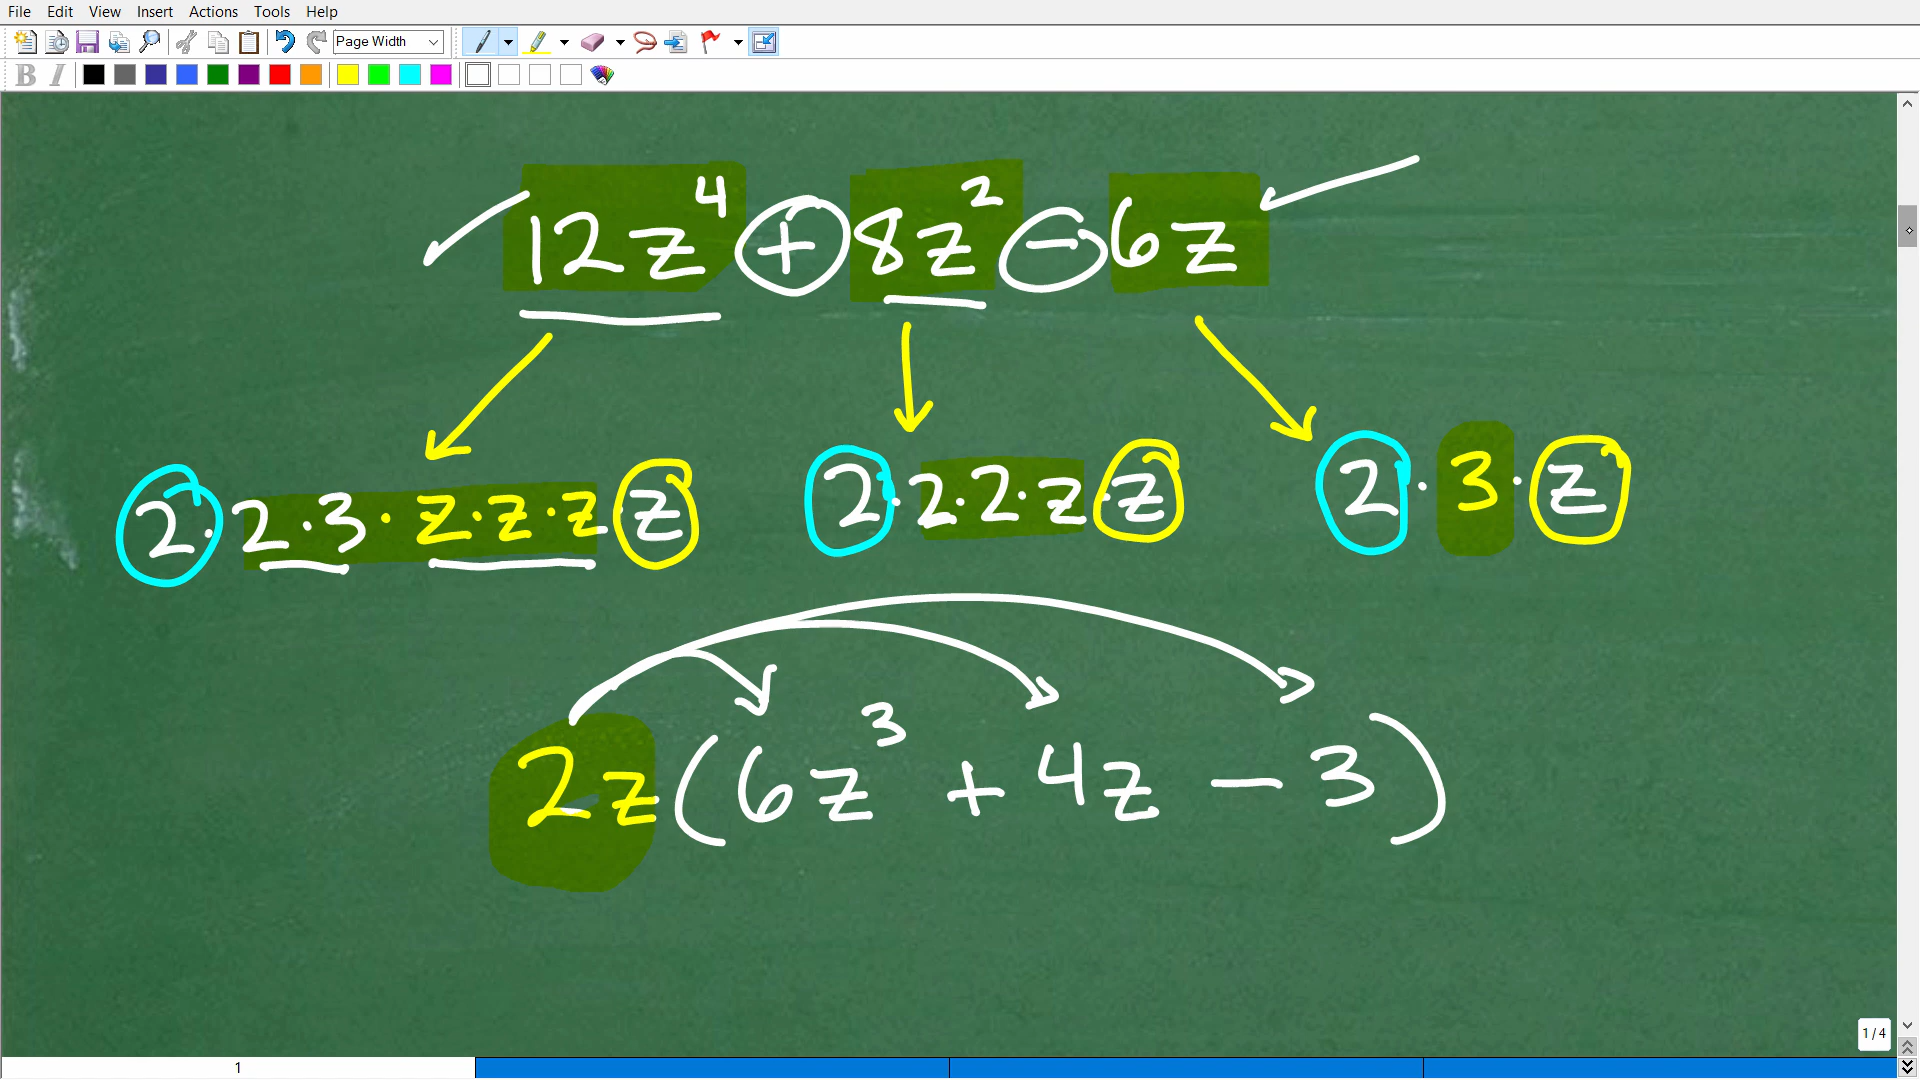 File Edit View Insert Actions Tools Help
Page Width
B I
12z⁴ + 8z² - 6z
2·2·3·z·z·z·z 2·2·2·z·z 2·3·z
2z(6z³ + 4z - 3)
1 / 4
1